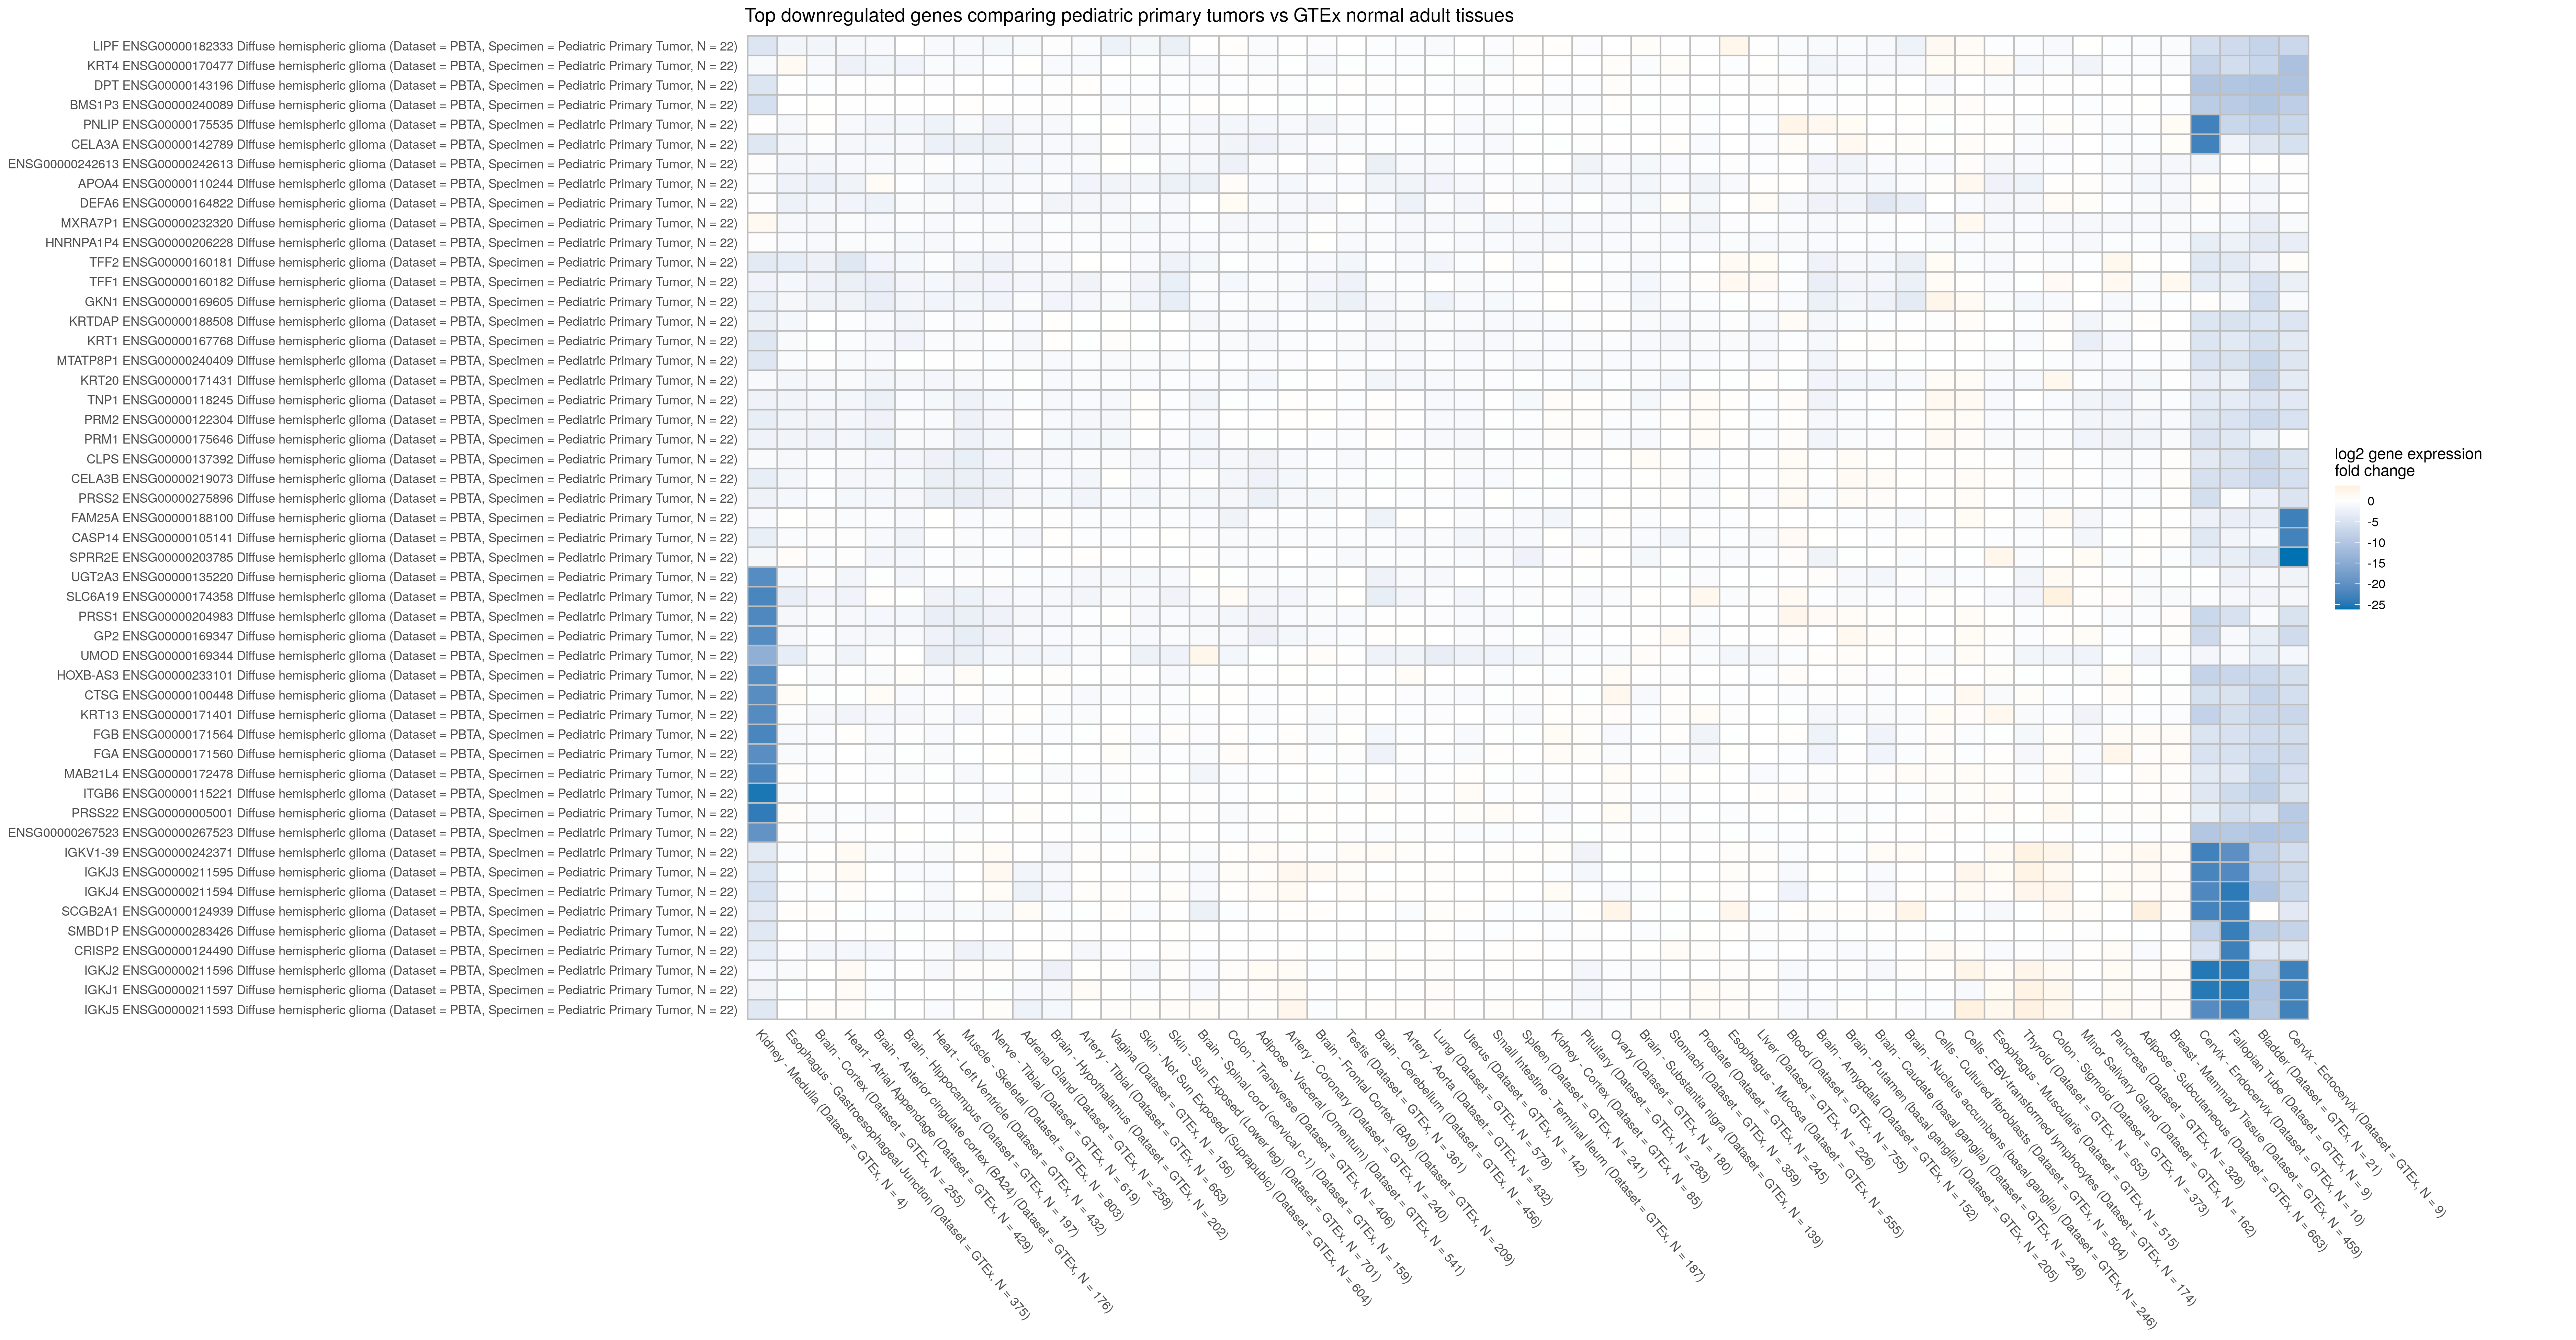 Top downregulated genes comparing pediatric primary tumors vs GTEx normal adult tissues
LIPF ENSG00000182333 Diffuse hemispheric glioma (Dataset = PBTA, Specimen = Pediatric Primary Tumor, N = 22)
KRT4 ENSG00000170477 Diffuse hemispheric glioma (Dataset = PBTA, Specimen = Pediatric Primary Tumor, N = 22)
DPT ENSG00000143196 Diffuse hemispheric glioma (Dataset = PBTA, Specimen = Pediatric Primary Tumor, N = 22)
BMS1P3 ENSG00000240089 Diffuse hemispheric glioma (Dataset = PBTA, Specimen = Pediatric Primary Tumor, N = 22)
PNLIP ENSG00000175535 Diffuse hemispheric glioma (Dataset = PBTA, Specimen = Pediatric Primary Tumor, N = 22)
CELA3A ENSG00000142789 Diffuse hemispheric glioma (Dataset = PBTA, Specimen = Pediatric Primary Tumor, N = 22)
ENSG00000242613 ENSG00000242613 Diffuse hemispheric glioma (Dataset = PBTA, Specimen = Pediatric Primary Tumor, N = 22)
APOA4 ENSG00000110244 Diffuse hemispheric glioma (Dataset = PBTA, Specimen = Pediatric Primary Tumor, N = 22)
DEFA6 ENSG00000164822 Diffuse hemispheric glioma (Dataset = PBTA, Specimen = Pediatric Primary Tumor, N = 22)
MXRA7P1 ENSG00000232320 Diffuse hemispheric glioma (Dataset = PBTA, Specimen = Pediatric Primary Tumor, N = 22)
HNRNPA1P4 ENSG00000206228 Diffuse hemispheric glioma (Dataset = PBTA, Specimen = Pediatric Primary Tumor, N = 22)
TFF2 ENSG00000160181 Diffuse hemispheric glioma (Dataset = PBTA, Specimen = Pediatric Primary Tumor, N = 22)
TFF1 ENSG00000160182 Diffuse hemispheric glioma (Dataset = PBTA, Specimen = Pediatric Primary Tumor, N = 22)
GKN1 ENSG00000169605 Diffuse hemispheric glioma (Dataset = PBTA, Specimen = Pediatric Primary Tumor, N = 22)
KRTDAP ENSG00000188508 Diffuse hemispheric glioma (Dataset = PBTA, Specimen = Pediatric Primary Tumor, N = 22)
KRT1 ENSG00000167768 Diffuse hemispheric glioma (Dataset = PBTA, Specimen = Pediatric Primary Tumor, N = 22)
MTATP8P1 ENSG00000240409 Diffuse hemispheric glioma (Dataset = PBTA, Specimen = Pediatric Primary Tumor, N = 22)
KRT20 ENSG00000171431 Diffuse hemispheric glioma (Dataset = PBTA, Specimen = Pediatric Primary Tumor, N = 22)
TNP1 ENSG00000118245 Diffuse hemispheric glioma (Dataset = PBTA, Specimen = Pediatric Primary Tumor, N = 22)
PRM2 ENSG00000122304 Diffuse hemispheric glioma (Dataset = PBTA, Specimen = Pediatric Primary Tumor, N = 22)
PRM1 ENSG00000175646 Diffuse hemispheric glioma (Dataset = PBTA, Specimen = Pediatric Primary Tumor, N = 22)
CLPS ENSG00000137392 Diffuse hemispheric glioma (Dataset = PBTA, Specimen = Pediatric Primary Tumor, N = 22)
CELA3B ENSG00000219073 Diffuse hemispheric glioma (Dataset = PBTA, Specimen = Pediatric Primary Tumor, N = 22)
PRSS2 ENSG00000275896 Diffuse hemispheric glioma (Dataset = PBTA, Specimen = Pediatric Primary Tumor, N = 22)
FAM25A ENSG00000188100 Diffuse hemispheric glioma (Dataset = PBTA, Specimen = Pediatric Primary Tumor, N = 22)
CASP14 ENSG00000105141 Diffuse hemispheric glioma (Dataset = PBTA, Specimen = Pediatric Primary Tumor, N = 22)
SPRR2E ENSG00000203785 Diffuse hemispheric glioma (Dataset = PBTA, Specimen = Pediatric Primary Tumor, N = 22)
UGT2A3 ENSG00000135220 Diffuse hemispheric glioma (Dataset = PBTA, Specimen = Pediatric Primary Tumor, N = 22)
SLC6A19 ENSG00000174358 Diffuse hemispheric glioma (Dataset = PBTA, Specimen = Pediatric Primary Tumor, N = 22)
PRSS1 ENSG00000204983 Diffuse hemispheric glioma (Dataset = PBTA, Specimen = Pediatric Primary Tumor, N = 22)
GP2 ENSG00000169347 Diffuse hemispheric glioma (Dataset = PBTA, Specimen = Pediatric Primary Tumor, N = 22)
UMOD ENSG00000169344 Diffuse hemispheric glioma (Dataset = PBTA, Specimen = Pediatric Primary Tumor, N = 22)
HOXB-AS3 ENSG00000233101 Diffuse hemispheric glioma (Dataset = PBTA, Specimen = Pediatric Primary Tumor, N = 22)
CTSG ENSG00000100448 Diffuse hemispheric glioma (Dataset = PBTA, Specimen = Pediatric Primary Tumor, N = 22)
KRT13 ENSG00000171401 Diffuse hemispheric glioma (Dataset = PBTA, Specimen = Pediatric Primary Tumor, N = 22)
FGB ENSG00000171564 Diffuse hemispheric glioma (Dataset = PBTA, Specimen = Pediatric Primary Tumor, N = 22)
FGA ENSG00000171560 Diffuse hemispheric glioma (Dataset = PBTA, Specimen = Pediatric Primary Tumor, N = 22)
MAB21L4 ENSG00000172478 Diffuse hemispheric glioma (Dataset = PBTA, Specimen = Pediatric Primary Tumor, N = 22)
ITGB6 ENSG00000115221 Diffuse hemispheric glioma (Dataset = PBTA, Specimen = Pediatric Primary Tumor, N = 22)
PRSS22 ENSG00000005001 Diffuse hemispheric glioma (Dataset = PBTA, Specimen = Pediatric Primary Tumor, N = 22)
ENSG00000267523 ENSG00000267523 Diffuse hemispheric glioma (Dataset = PBTA, Specimen = Pediatric Primary Tumor, N = 22)
IGKV1-39 ENSG00000242371 Diffuse hemispheric glioma (Dataset = PBTA, Specimen = Pediatric Primary Tumor, N = 22)
IGKJ3 ENSG00000211595 Diffuse hemispheric glioma (Dataset = PBTA, Specimen = Pediatric Primary Tumor, N = 22)
IGKJ4 ENSG00000211594 Diffuse hemispheric glioma (Dataset = PBTA, Specimen = Pediatric Primary Tumor, N = 22)
SCGB2A1 ENSG00000124939 Diffuse hemispheric glioma (Dataset = PBTA, Specimen = Pediatric Primary Tumor, N = 22)
SMBD1P ENSG00000283426 Diffuse hemispheric glioma (Dataset = PBTA, Specimen = Pediatric Primary Tumor, N = 22)
CRISP2 ENSG00000124490 Diffuse hemispheric glioma (Dataset = PBTA, Specimen = Pediatric Primary Tumor, N = 22)
IGKJ2 ENSG00000211596 Diffuse hemispheric glioma (Dataset = PBTA, Specimen = Pediatric Primary Tumor, N = 22)
IGKJ1 ENSG00000211597 Diffuse hemispheric glioma (Dataset = PBTA, Specimen = Pediatric Primary Tumor, N = 22)
IGKJ5 ENSG00000211593 Diffuse hemispheric glioma (Dataset = PBTA, Specimen = Pediatric Primary Tumor, N = 22)
Kidney - Medulla (Dataset = GTEx, N = 4)
Esophagus - Gastroesophageal Junction (Dataset = GTEx, N = 375)
Brain - Cortex (Dataset = GTEx, N = 255)
Heart - Atrial Appendage (Dataset = GTEx, N = 429)
Brain - Anterior cingulate cortex (BA24) (Dataset = GTEx, N = 176)
Brain - Hippocampus (Dataset = GTEx, N = 197)
Heart - Left Ventricle (Dataset = GTEx, N = 432)
Muscle - Skeletal (Dataset = GTEx, N = 803)
Nerve - Tibial (Dataset = GTEx, N = 619)
Adrenal Gland (Dataset = GTEx, N = 258)
Brain - Hypothalamus (Dataset = GTEx, N = 202)
Artery - Tibial (Dataset = GTEx, N = 663)
Vagina (Dataset = GTEx, N = 156)
Skin - Not Sun Exposed (Suprapubic) (Dataset = GTEx, N = 604)
Skin - Sun Exposed (Lower leg) (Dataset = GTEx, N = 701)
Brain - Spinal cord (cervical c-1) (Dataset = GTEx, N = 159)
Colon - Transverse (Dataset = GTEx, N = 406)
Adipose - Visceral (Omentum) (Dataset = GTEx, N = 541)
Artery - Coronary (Dataset = GTEx, N = 240)
Brain - Frontal Cortex (BA9) (Dataset = GTEx, N = 209)
Testis (Dataset = GTEx, N = 361)
Brain - Cerebellum (Dataset = GTEx, N = 456)
Artery - Aorta (Dataset = GTEx, N = 432)
Lung (Dataset = GTEx, N = 578)
Uterus (Dataset = GTEx, N = 142)
Small Intestine - Terminal Ileum (Dataset = GTEx, N = 187)
Spleen (Dataset = GTEx, N = 241)
Kidney - Cortex (Dataset = GTEx, N = 85)
Pituitary (Dataset = GTEx, N = 283)
Ovary (Dataset = GTEx, N = 180)
Brain - Substantia nigra (Dataset = GTEx, N = 139)
Stomach (Dataset = GTEx, N = 359)
Prostate (Dataset = GTEx, N = 245)
Esophagus - Mucosa (Dataset = GTEx, N = 555)
Liver (Dataset = GTEx, N = 226)
Blood (Dataset = GTEx, N = 755)
Brain - Amygdala (Dataset = GTEx, N = 152)
Brain - Putamen (basal ganglia) (Dataset = GTEx, N = 205)
Brain - Caudate (basal ganglia) (Dataset = GTEx, N = 246)
Brain - Nucleus accumbens (basal ganglia) (Dataset = GTEx, N = 246)
Cells - Cultured fibroblasts (Dataset = GTEx, N = 504)
Cells - EBV-transformed lymphocytes (Dataset = GTEx, N = 174)
Esophagus - Muscularis (Dataset = GTEx, N = 515)
Thyroid (Dataset = GTEx, N = 653)
Colon - Sigmoid (Dataset = GTEx, N = 373)
Minor Salivary Gland (Dataset = GTEx, N = 162)
Pancreas (Dataset = GTEx, N = 328)
Adipose - Subcutaneous (Dataset = GTEx, N = 663)
Breast - Mammary Tissue (Dataset = GTEx, N = 459)
Cervix - Endocervix (Dataset = GTEx, N = 10)
Fallopian Tube (Dataset = GTEx, N = 9)
Bladder (Dataset = GTEx, N = 21)
Cervix - Ectocervix (Dataset = GTEx, N = 9)
log2 gene expression
fold change
0
-5
-10
-15
-20
-25